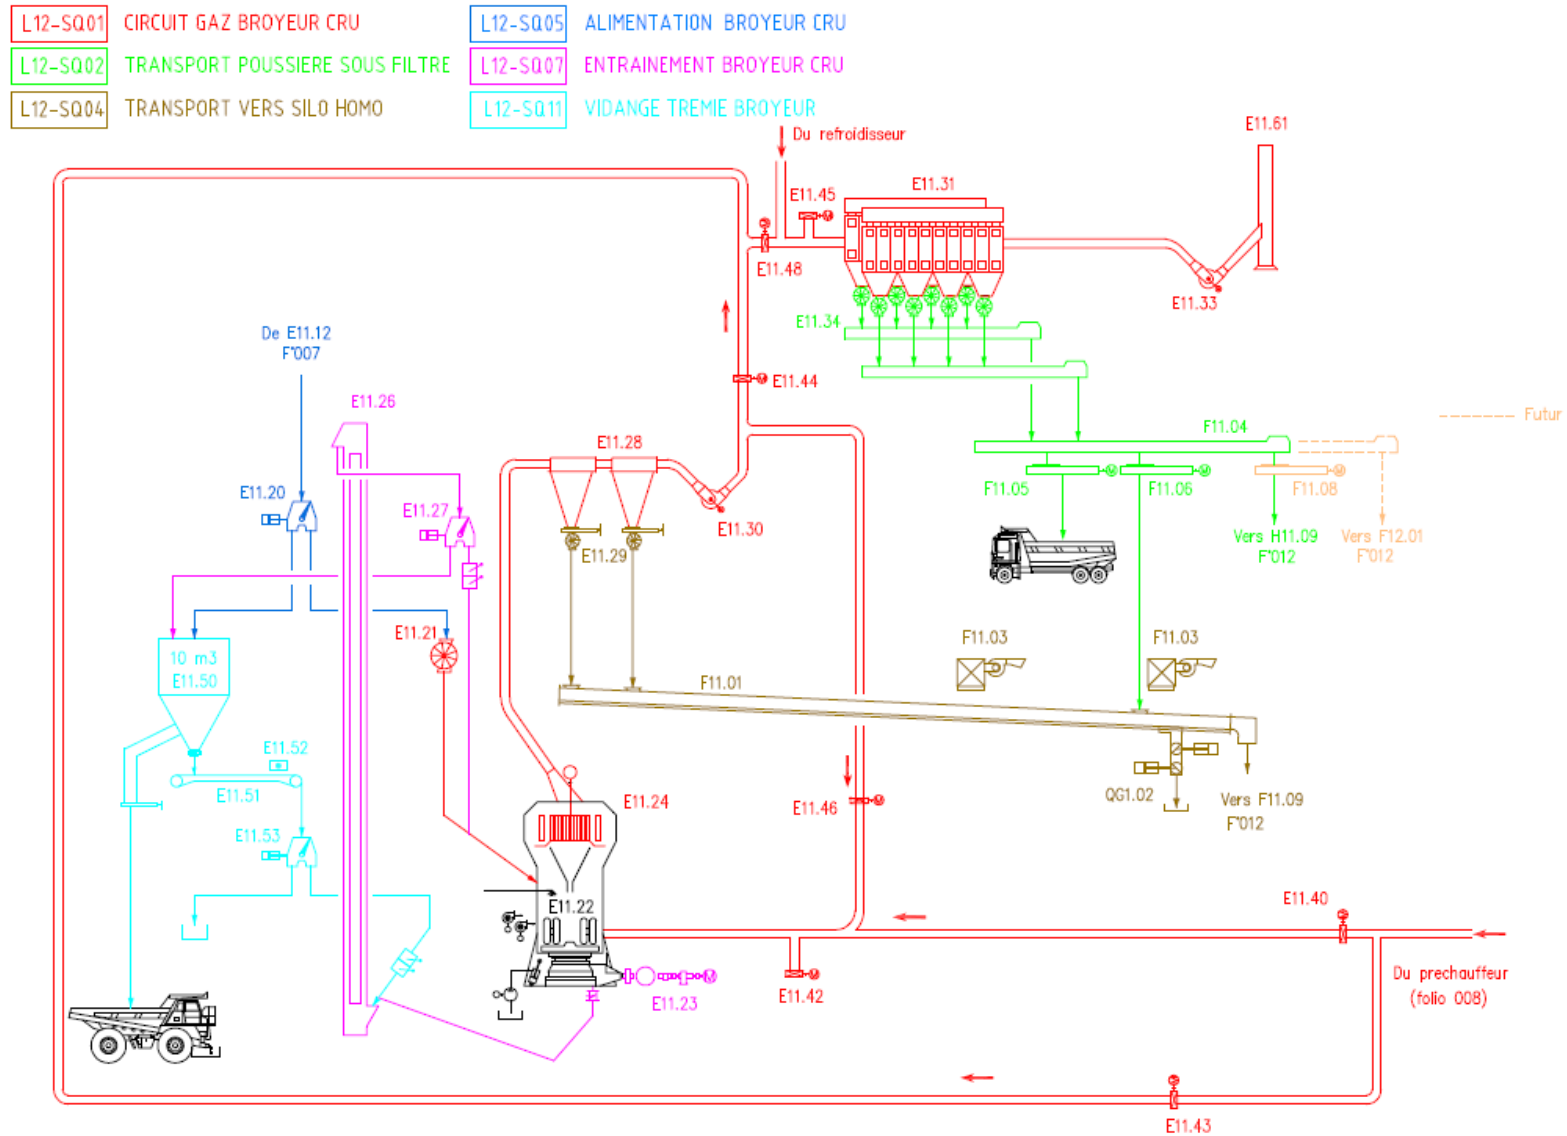 L12-SQ01 CIRCUIT GAZ BROYEUR CRU
L12-SQ05 ALIMENTATION BROYEUR CRU
L12-SQ02 TRANSPORT POUSSIERE SOUS FILTRE
L12-SQ07 ENTRAINEMENT BROYEUR CRU
L12-SQ04 TRANSPORT VERS SILO HOMO
L12-SQ11 VIDANGE TREMIE BROYEUR
Du refroidisseur
E11.61
E11.45
E11.31
E11.48
E11.33
E11.34
De E11.12
F°007
E11.44
E11.26
Futur
F11.04
E11.28
E11.20
E11.27
E11.30
E11.29
F11.05
F11.06
F11.08
Vers H11.09
F°012
Vers F12.01
F°012
E11.21
F11.03
F11.03
10 m3
E11.50
F11.01
E11.52
E11.51
E11.53
E11.24
E11.46
QG1.02
Vers F11.09
F°012
E11.22
E11.40
E11.23
E11.42
Du prechauffeur
(folio 008)
E11.43